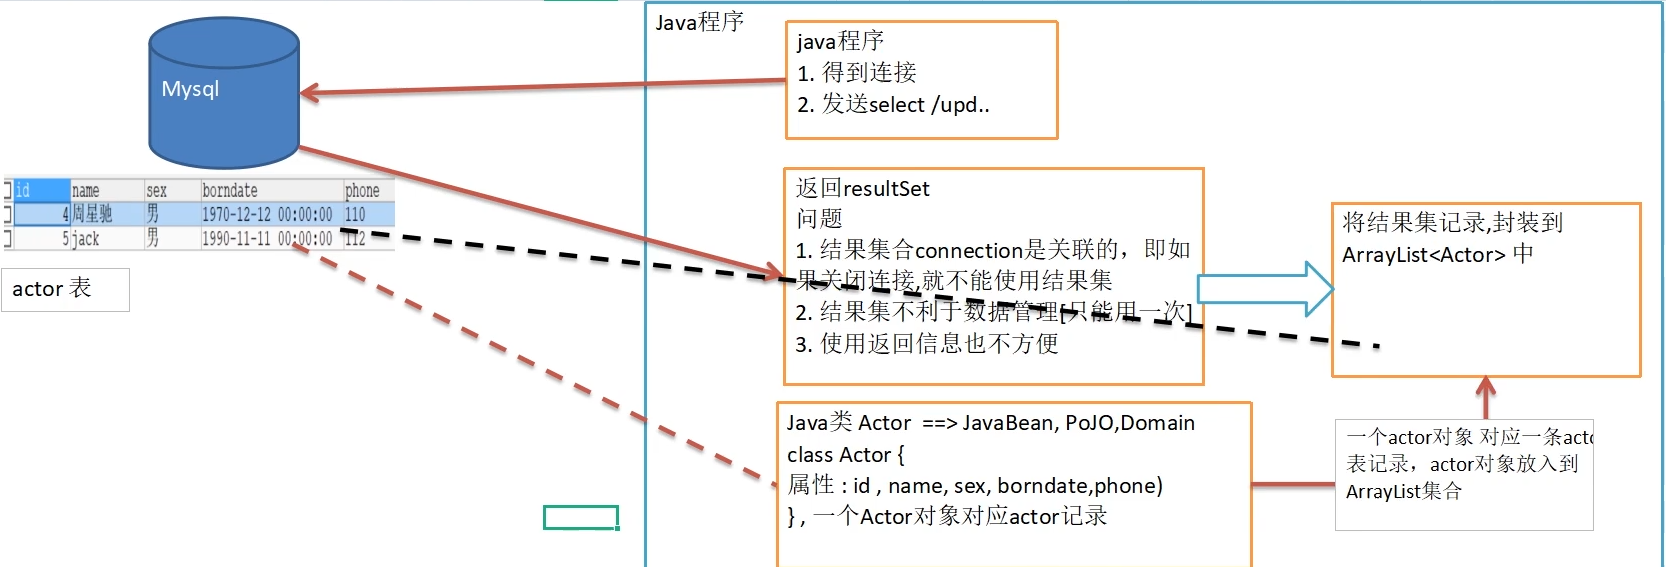 Java程序
java程序
1. 得到连接
2. 发送select /upd..
Mysql
id name sex borndate phone
4 周星驰 男 1970-12-12 00:00:00 110
5 jack 男 1990-11-11 00:00:00 112
actor 表
返回resultSet
问题
1. 结果集合connection是关联的，即如
果关闭连接,就不能使用结果集
2. 结果集不利于数据管理[只能用一次]
3. 使用返回信息也不方便
将结果集记录,封装到
ArrayList<Actor> 中
Java类 Actor ==> JavaBean, PoJO,Domain
class Actor {
属性 : id , name, sex, borndate,phone)
} , 一个Actor对象对应actor记录
一个actor对象 对应一条acto
表记录，actor对象放入到
ArrayList集合